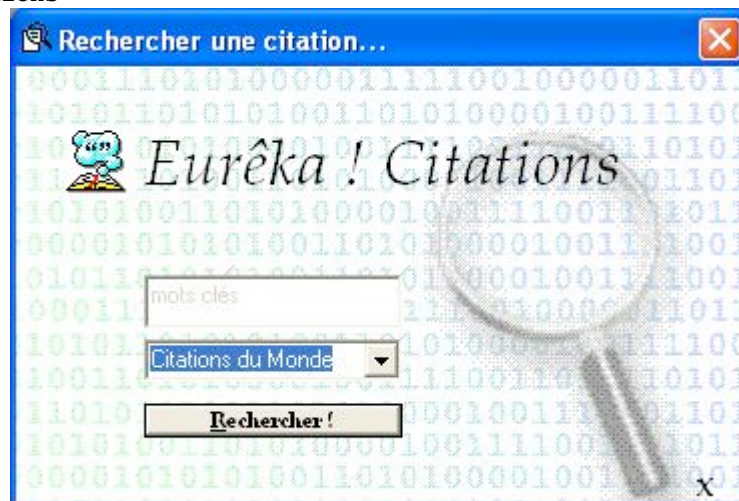 Rechercher une citation...
Eurêka ! Citations
mots clés
Citations du Monde
Rechercher !
x